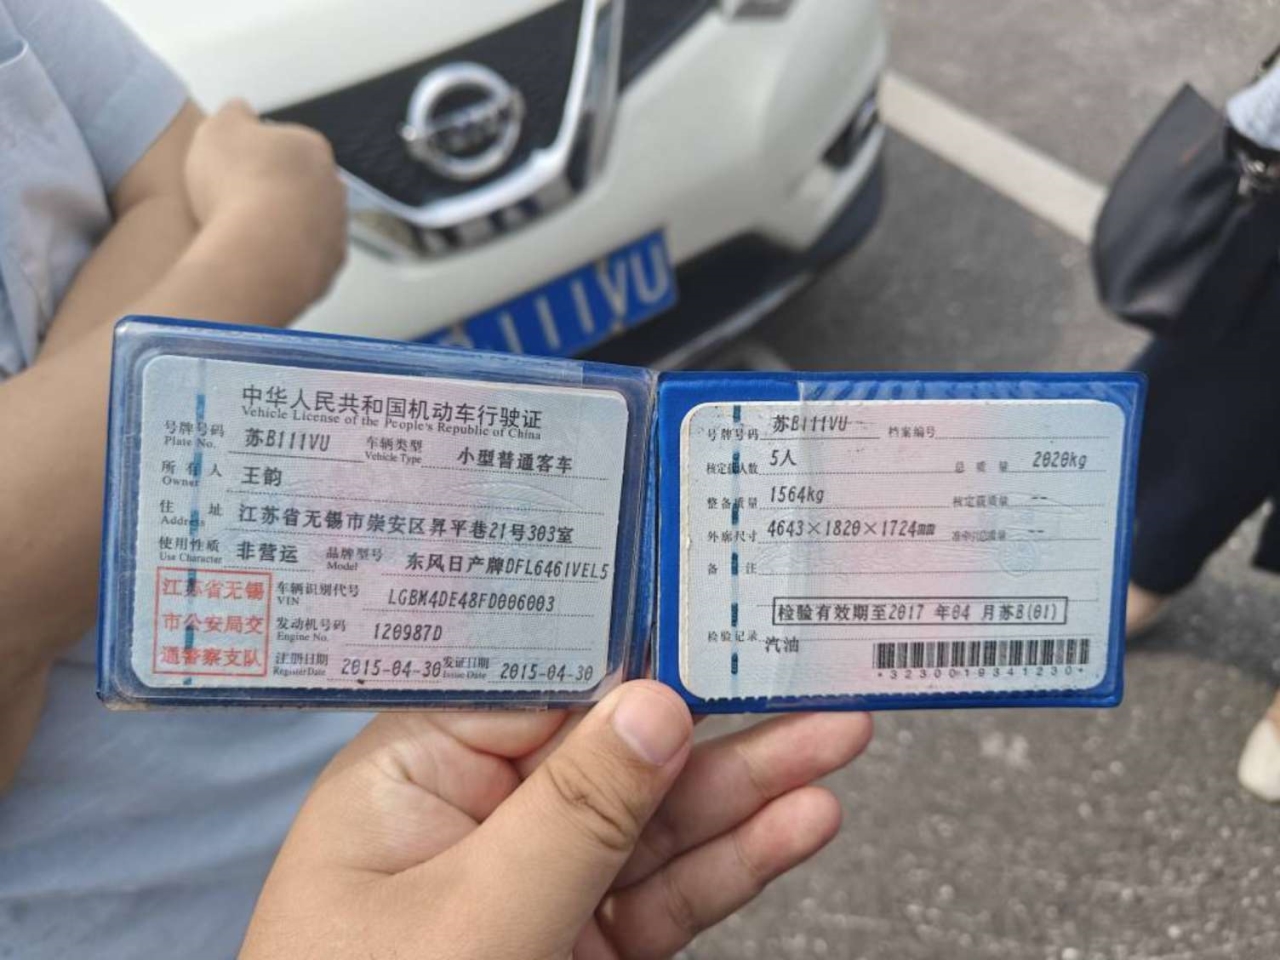 111VU
中华人民共和国机动车行驶证
Vehicle License of the People's Republic of China
号牌号码 苏B111VU 车辆类型 小型普通客车
Plate No. Vehicle Type
所有人 王韵
Owner
住址 江苏省无锡市崇安区昇平巷21号303室
Address
使用性质 非营运 品牌型号 东风日产牌DFL6461VEL5
Use Character Model
江苏省无锡
市公安局交
通警察支队
车辆识别代号 LGBM4DE48FD006003
VIN
发动机号码 120987D
Engine No.
注册日期 2015-04-30 发证日期 2015-04-30
Register Date Issue Date
号牌号码 苏B111VU 档案编号
核定载人数 5人 总质量 2020kg
整备质量 1564kg 核定载质量 --
外廓尺寸 4643×1820×1724mm 准牵引总质量 --
备注
检验有效期至2017年04月苏B(01)
检验记录 汽油
*3230019341230*